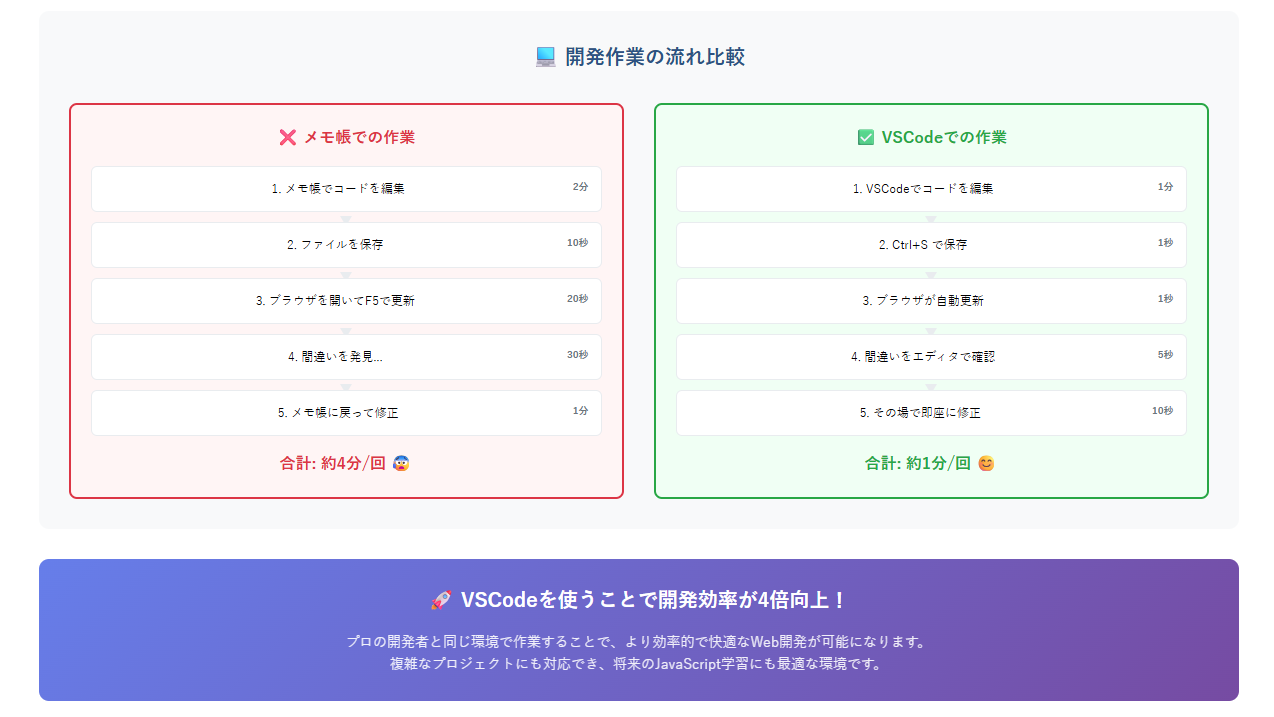 💻 開発作業の流れ比較
❌ メモ帳での作業
1. メモ帳でコードを編集 2分
2. ファイルを保存 10秒
3. ブラウザを開いてF5で更新 20秒
4. 間違いを発見... 30秒
5. メモ帳に戻って修正 1分
合計: 約4分/回 😰
✅ VSCodeでの作業
1. VSCodeでコードを編集 1分
2. Ctrl+S で保存 1秒
3. ブラウザが自動更新 1秒
4. 間違いをエディタで確認 5秒
5. その場で即座に修正 10秒
合計: 約1分/回 😊
🚀 VSCodeを使うことで開発効率が4倍向上！
プロの開発者と同じ環境で作業することで、より効率的で快適なWeb開発が可能になります。
複雑なプロジェクトにも対応でき、将来のJavaScript学習にも最適な環境です。